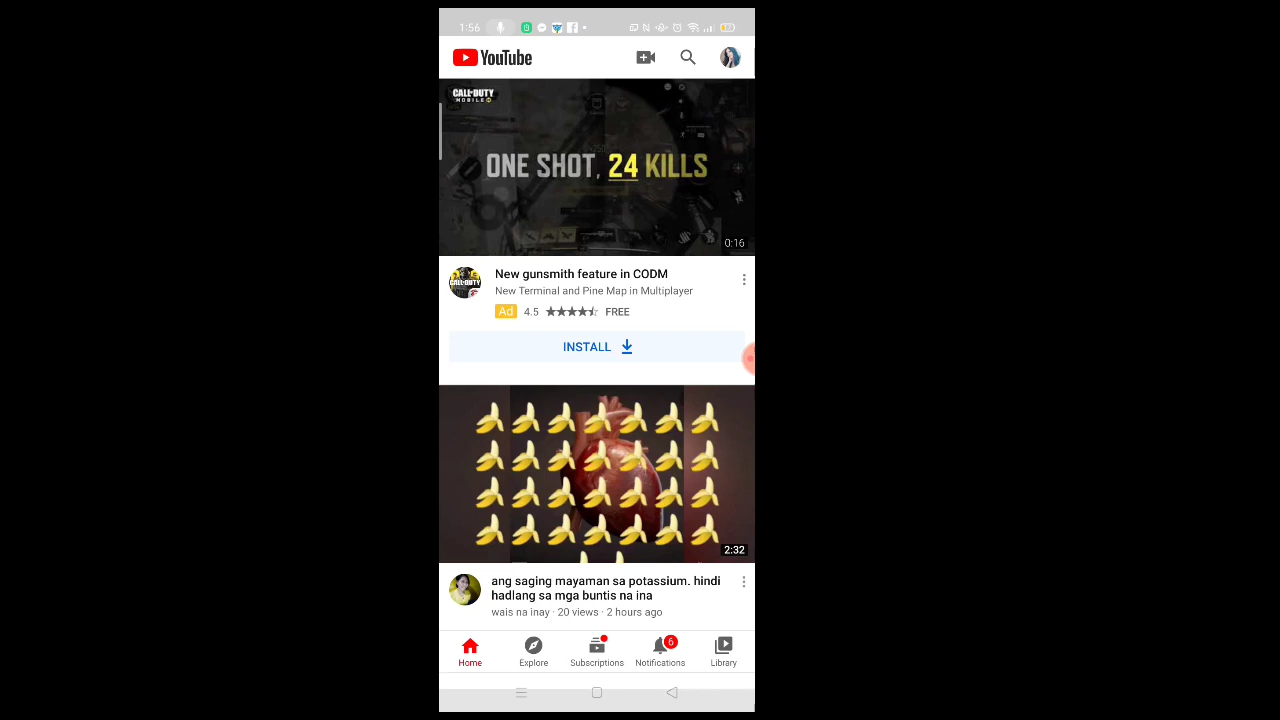 1:56
YouTube
CALL OF DUTY
MOBILE
ONE SHOT, 24 KILLS
0:16
New gunsmith feature in CODM
New Terminal and Pine Map in Multiplayer
Ad 4.5 ★★★★⯪ FREE
INSTALL
2:32
ang saging mayaman sa potassium. hindi
hadlang sa mga buntis na ina
wais na inay · 20 views · 2 hours ago
6
Home Explore Subscriptions Notifications Library